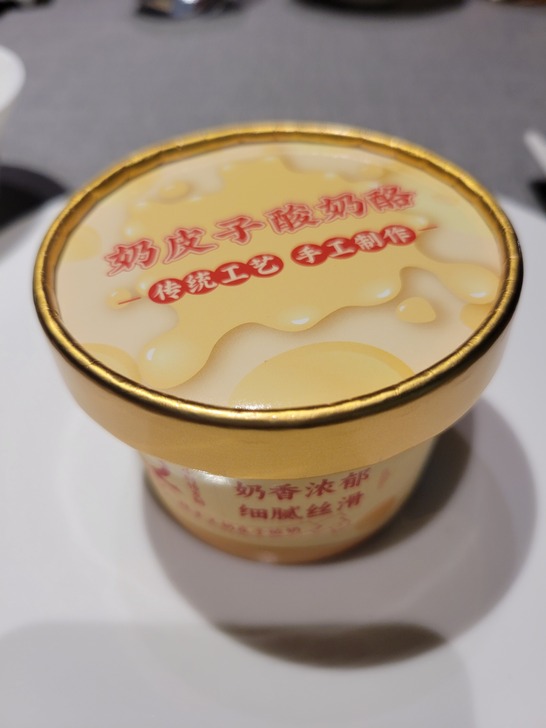 奶皮子酸奶酪
传统工艺 手工制作
奶香浓郁
细腻丝滑